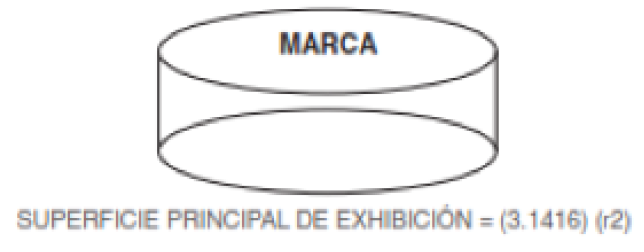 MARCA
SUPERFICIE PRINCIPAL DE EXHIBICIÓN = (3.1416) (r2)